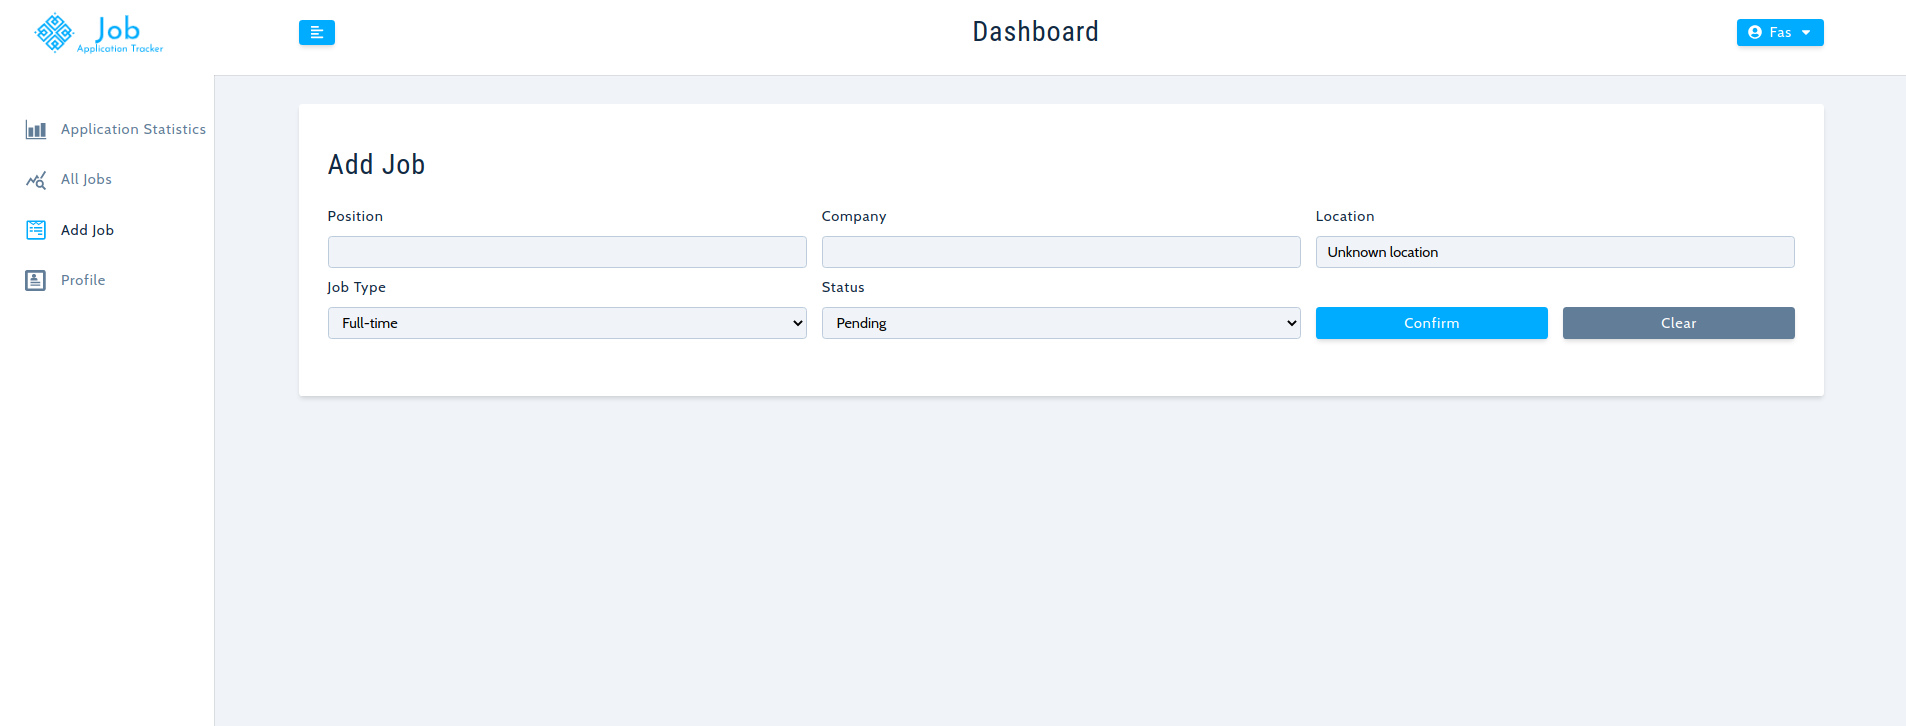 Job
Application Tracker
Dashboard
Fas
Application Statistics
All Jobs
Add Job
Profile
Add Job
Position Company Location
Unknown location
Job Type Status
Full-time Pending Confirm Clear